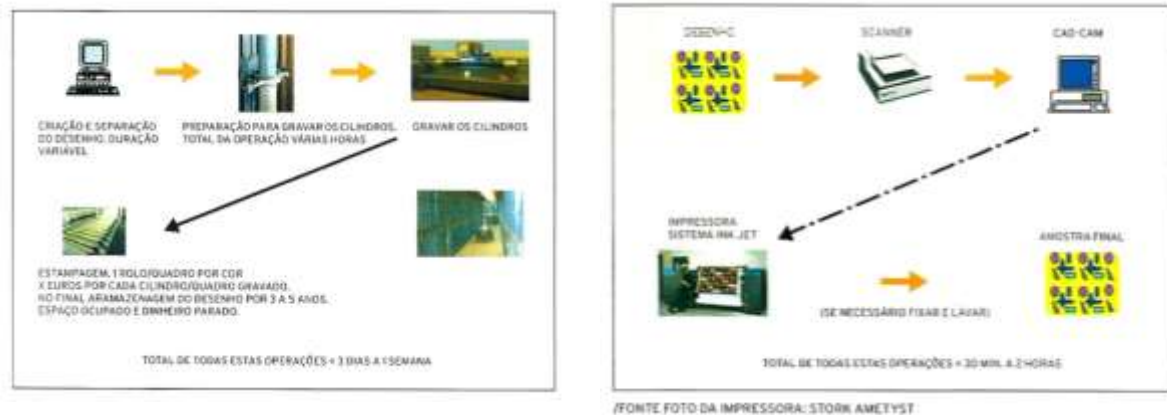 CRIAÇÃO E SEPARAÇÃO
DO DESENHO. DURAÇÃO
VARIÁVEL
PREPARAÇÃO PARA GRAVAR OS CILINDROS.
TOTAL DA OPERAÇÃO VÁRIAS HORAS
GRAVAR OS CILINDROS
ESTAMPAGEM. 1 ROLO/QUADRO POR COR
X EUROS POR CADA CILINDRO/QUADRO GRAVADO.
NO FINAL ARAMAZENAGEM DO DESENHO POR 3 A 5 ANOS.
ESPAÇO OCUPADO E DINHEIRO PARADO.
TOTAL DE TODAS ESTAS OPERAÇÕES = 3 DIAS A 1 SEMANA
DESENHO
SCANNER
CAD-CAM
IMPRESSORA
SISTEMA INK JET
AMOSTRA FINAL
(SE NECESSÁRIO FIXAR E LAVAR)
TOTAL DE TODAS ESTAS OPERAÇÕES = 30 MIN. A 2 HORAS
/FONTE FOTO DA IMPRESSORA: STORK AMETYST